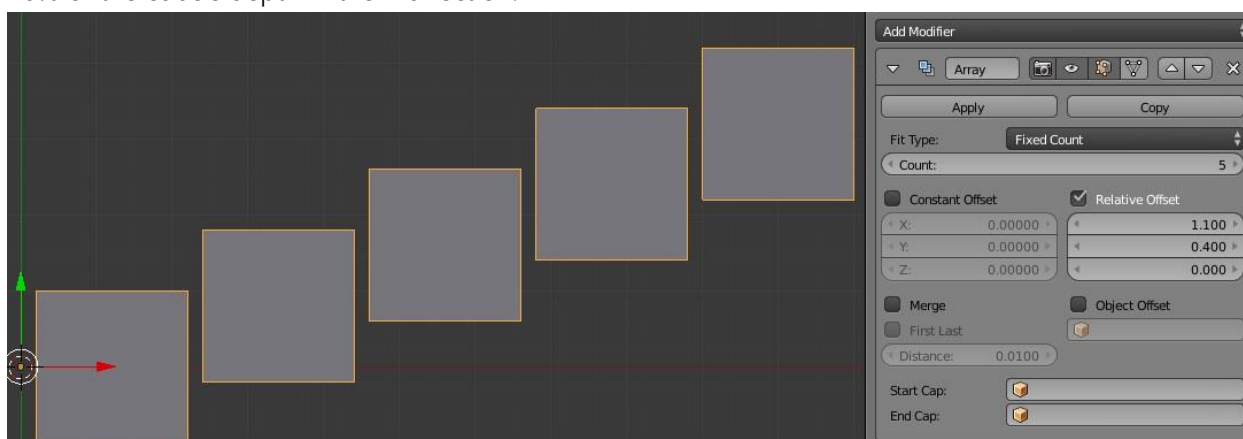 Add Modifier
Array
Apply Copy
Fit Type: Fixed Count
Count: 5
Constant Offset Relative Offset
X: 0.00000 1.100
Y: 0.00000 0.400
Z: 0.00000 0.000
Merge Object Offset
First Last
Distance: 0.0100
Start Cap:
End Cap: